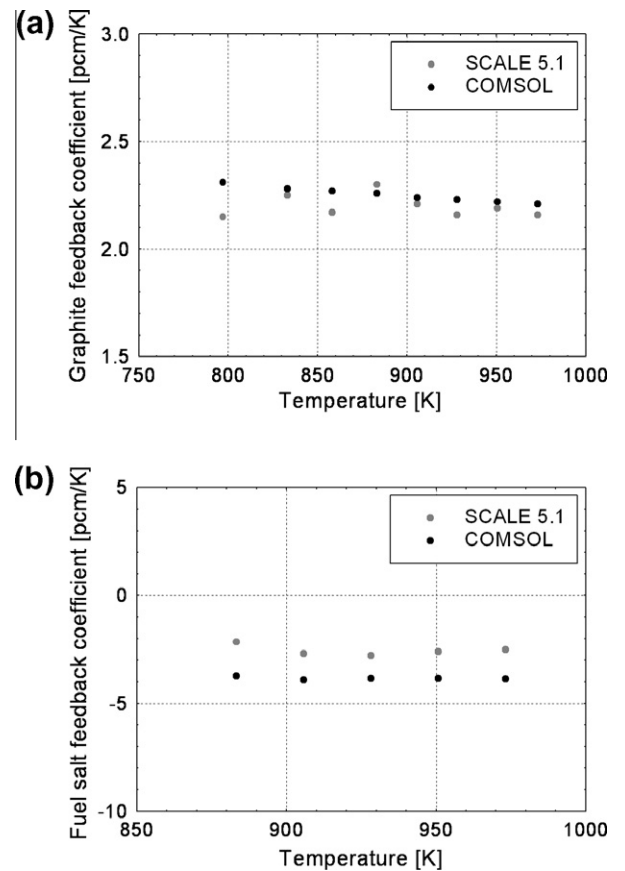 (a)
Graphite feedback coefficient [pcm/K]
3.0
2.5
2.0
1.5
SCALE 5.1
COMSOL
750 800 850 900 950 1000
Temperature [K]
(b)
Fuel salt feedback coefficient [pcm/K]
5
0
-5
-10
SCALE 5.1
COMSOL
850 900 950 1000
Temperature [K]